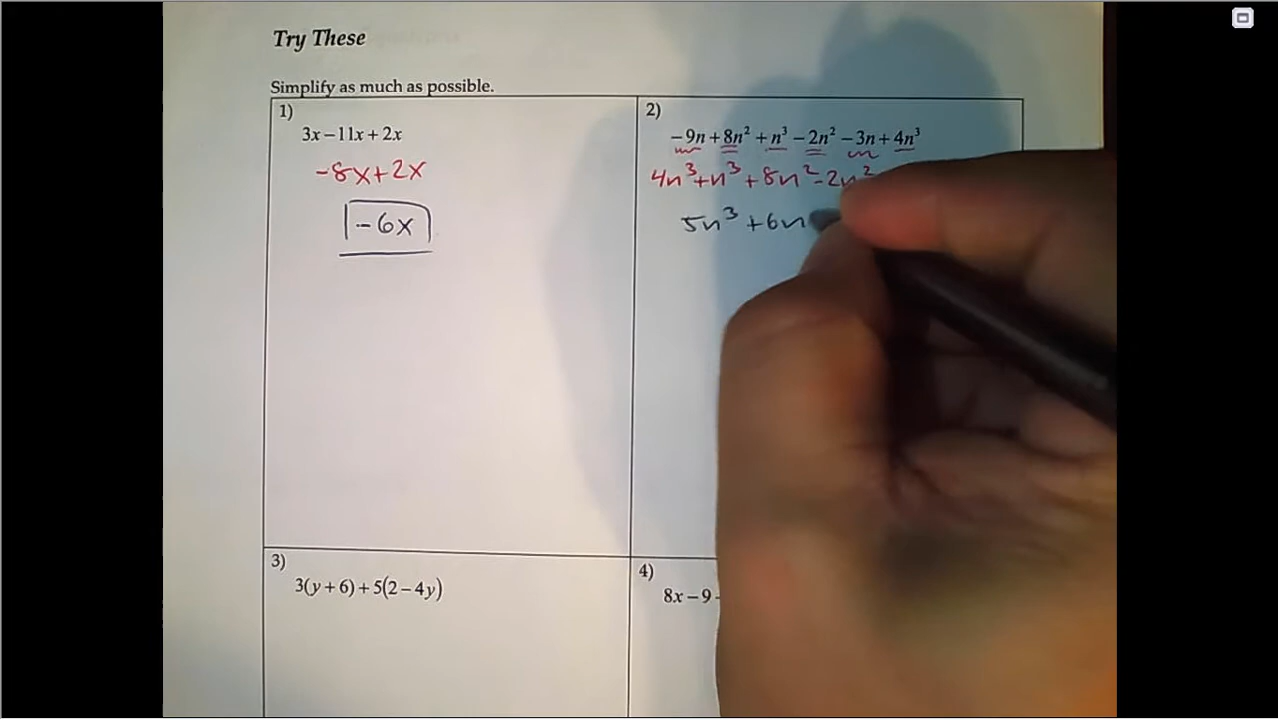 Try These
Simplify as much as possible.
1)
3x – 11x + 2x
-8x+2x
-6x
2)
– 9n + 8n² + n³ – 2n² – 3n + 4n³
4n³+n³ +8n²-2n²
5n³ +6n
3)
3(y + 6) + 5(2 – 4y)
4)
8x – 9 -